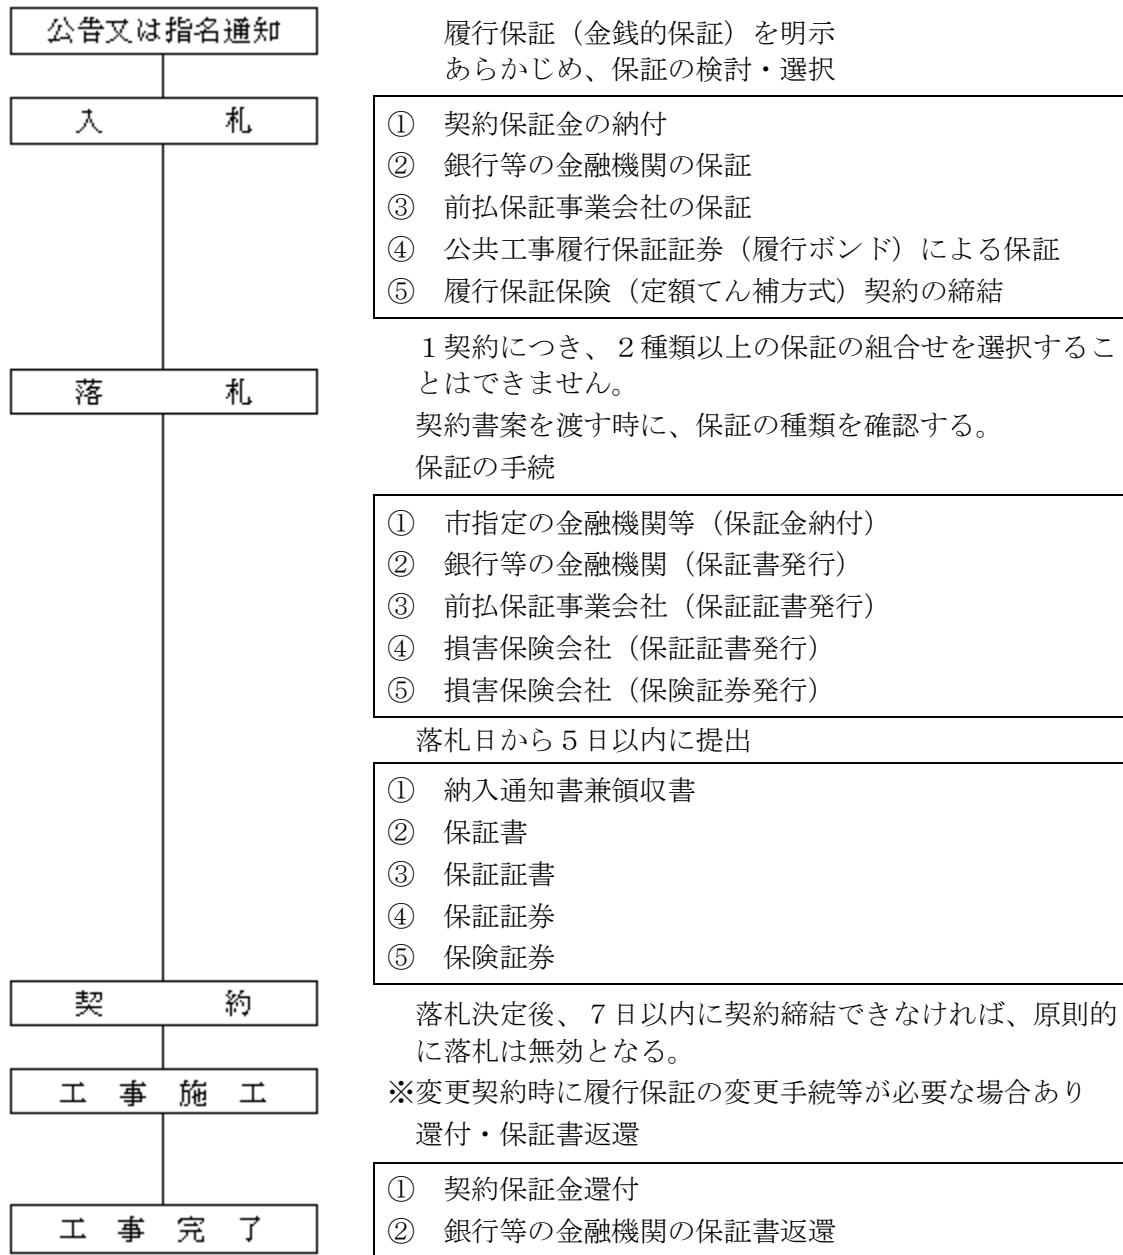 公告又は指名通知
履行保証（金銭的保証）を明示
あらかじめ、保証の検討・選択
入　　　札
①　契約保証金の納付
②　銀行等の金融機関の保証
③　前払保証事業会社の保証
④　公共工事履行保証証券（履行ボンド）による保証
⑤　履行保証保険（定額てん補方式）契約の締結
１契約につき、２種類以上の保証の組合せを選択するこ
とはできません。
落　　　札
契約書案を渡す時に、保証の種類を確認する。
保証の手続
①　市指定の金融機関等（保証金納付）
②　銀行等の金融機関（保証書発行）
③　前払保証事業会社（保証証書発行）
④　損害保険会社（保証証書発行）
⑤　損害保険会社（保険証券発行）
落札日から５日以内に提出
①　納入通知書兼領収書
②　保証書
③　保証証書
④　保証証券
⑤　保険証券
契　　　約
落札決定後、７日以内に契約締結できなければ、原則的
に落札は無効となる。
工　事　施　工
※変更契約時に履行保証の変更手続等が必要な場合あり
還付・保証書返還
①　契約保証金還付
②　銀行等の金融機関の保証書返還
工　事　完　了